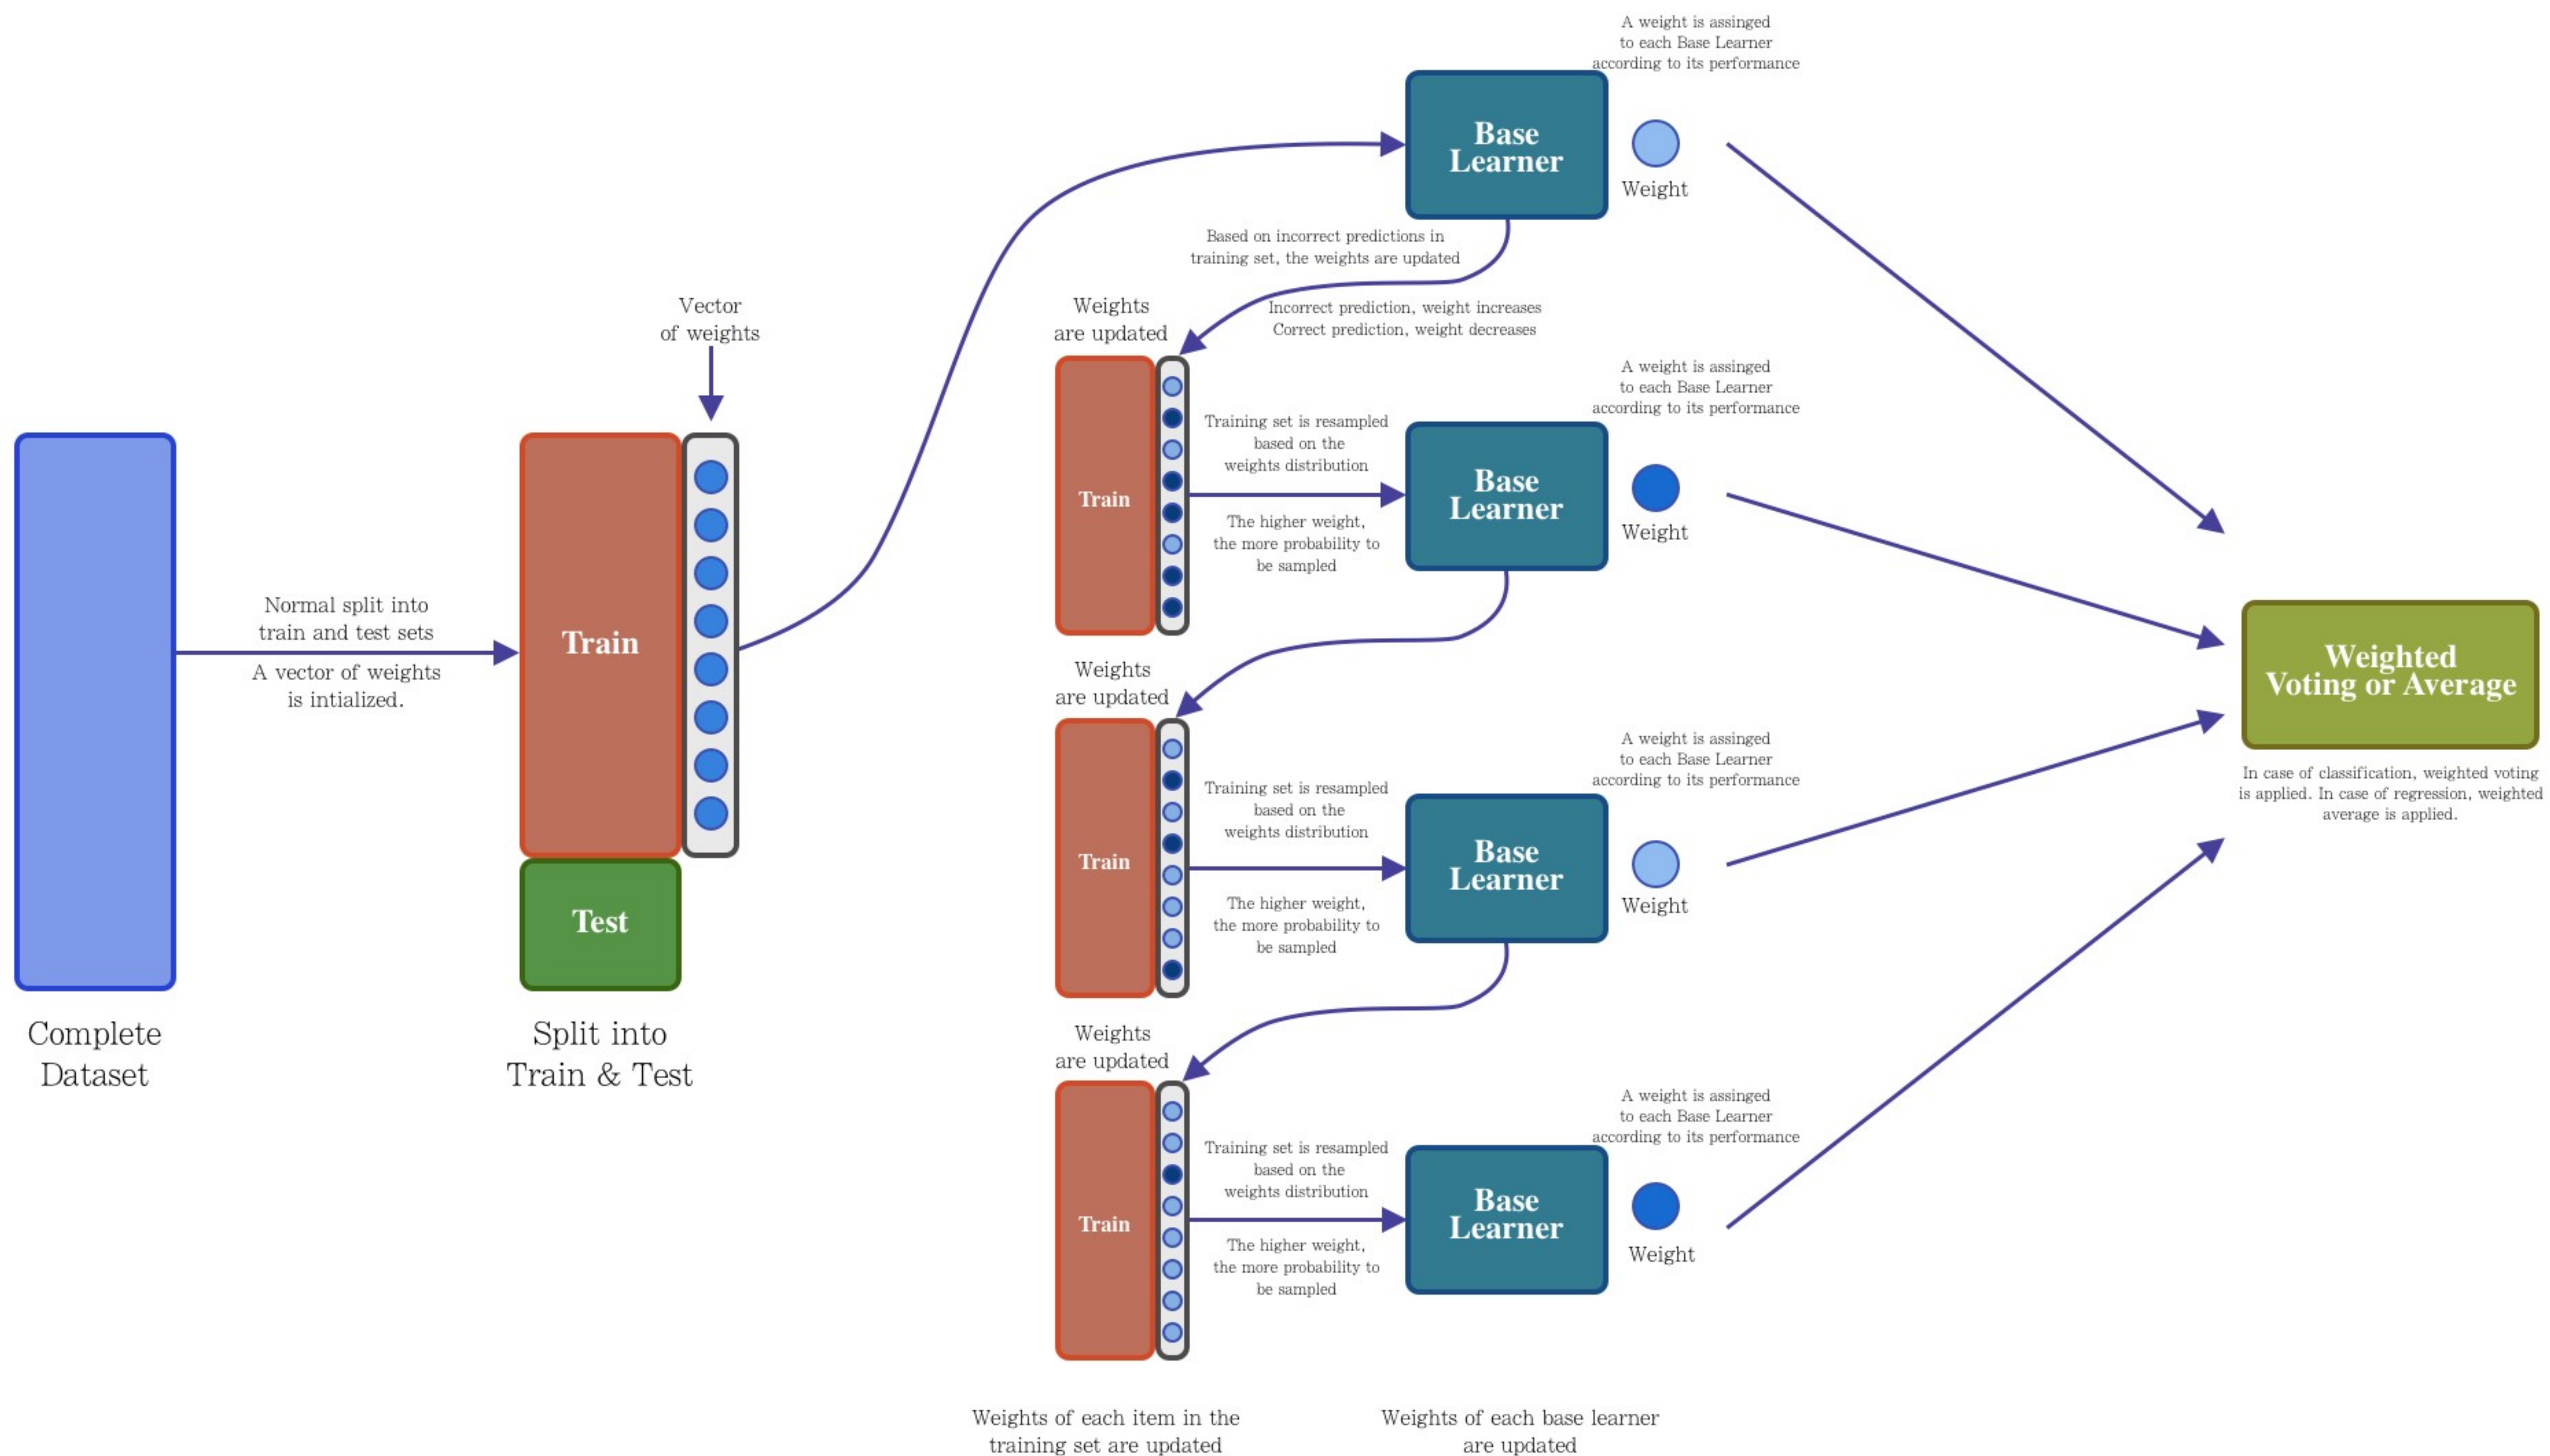 Complete
Dataset
Normal split into
train and test sets
A vector of weights
is intialized.
Vector
of weights
Train
Test
Split into
Train & Test
A weight is assinged
to each Base Learner
according to its performance
Base
Learner
Weight
Based on incorrect predictions in
training set, the weights are updated
Incorrect prediction, weight increases
Correct prediction, weight decreases
Weights
are updated
Train
Training set is resampled
based on the
weights distribution
The higher weight,
the more probability to
be sampled
A weight is assinged
to each Base Learner
according to its performance
Base
Learner
Weight
Weights
are updated
Train
Training set is resampled
based on the
weights distribution
The higher weight,
the more probability to
be sampled
A weight is assinged
to each Base Learner
according to its performance
Base
Learner
Weight
Weights
are updated
Train
Training set is resampled
based on the
weights distribution
The higher weight,
the more probability to
be sampled
A weight is assinged
to each Base Learner
according to its performance
Base
Learner
Weight
Weighted
Voting or Average
In case of classification, weighted voting
is applied. In case of regression, weighted
average is applied.
Weights of each item in the
training set are updated
Weights of each base learner
are updated